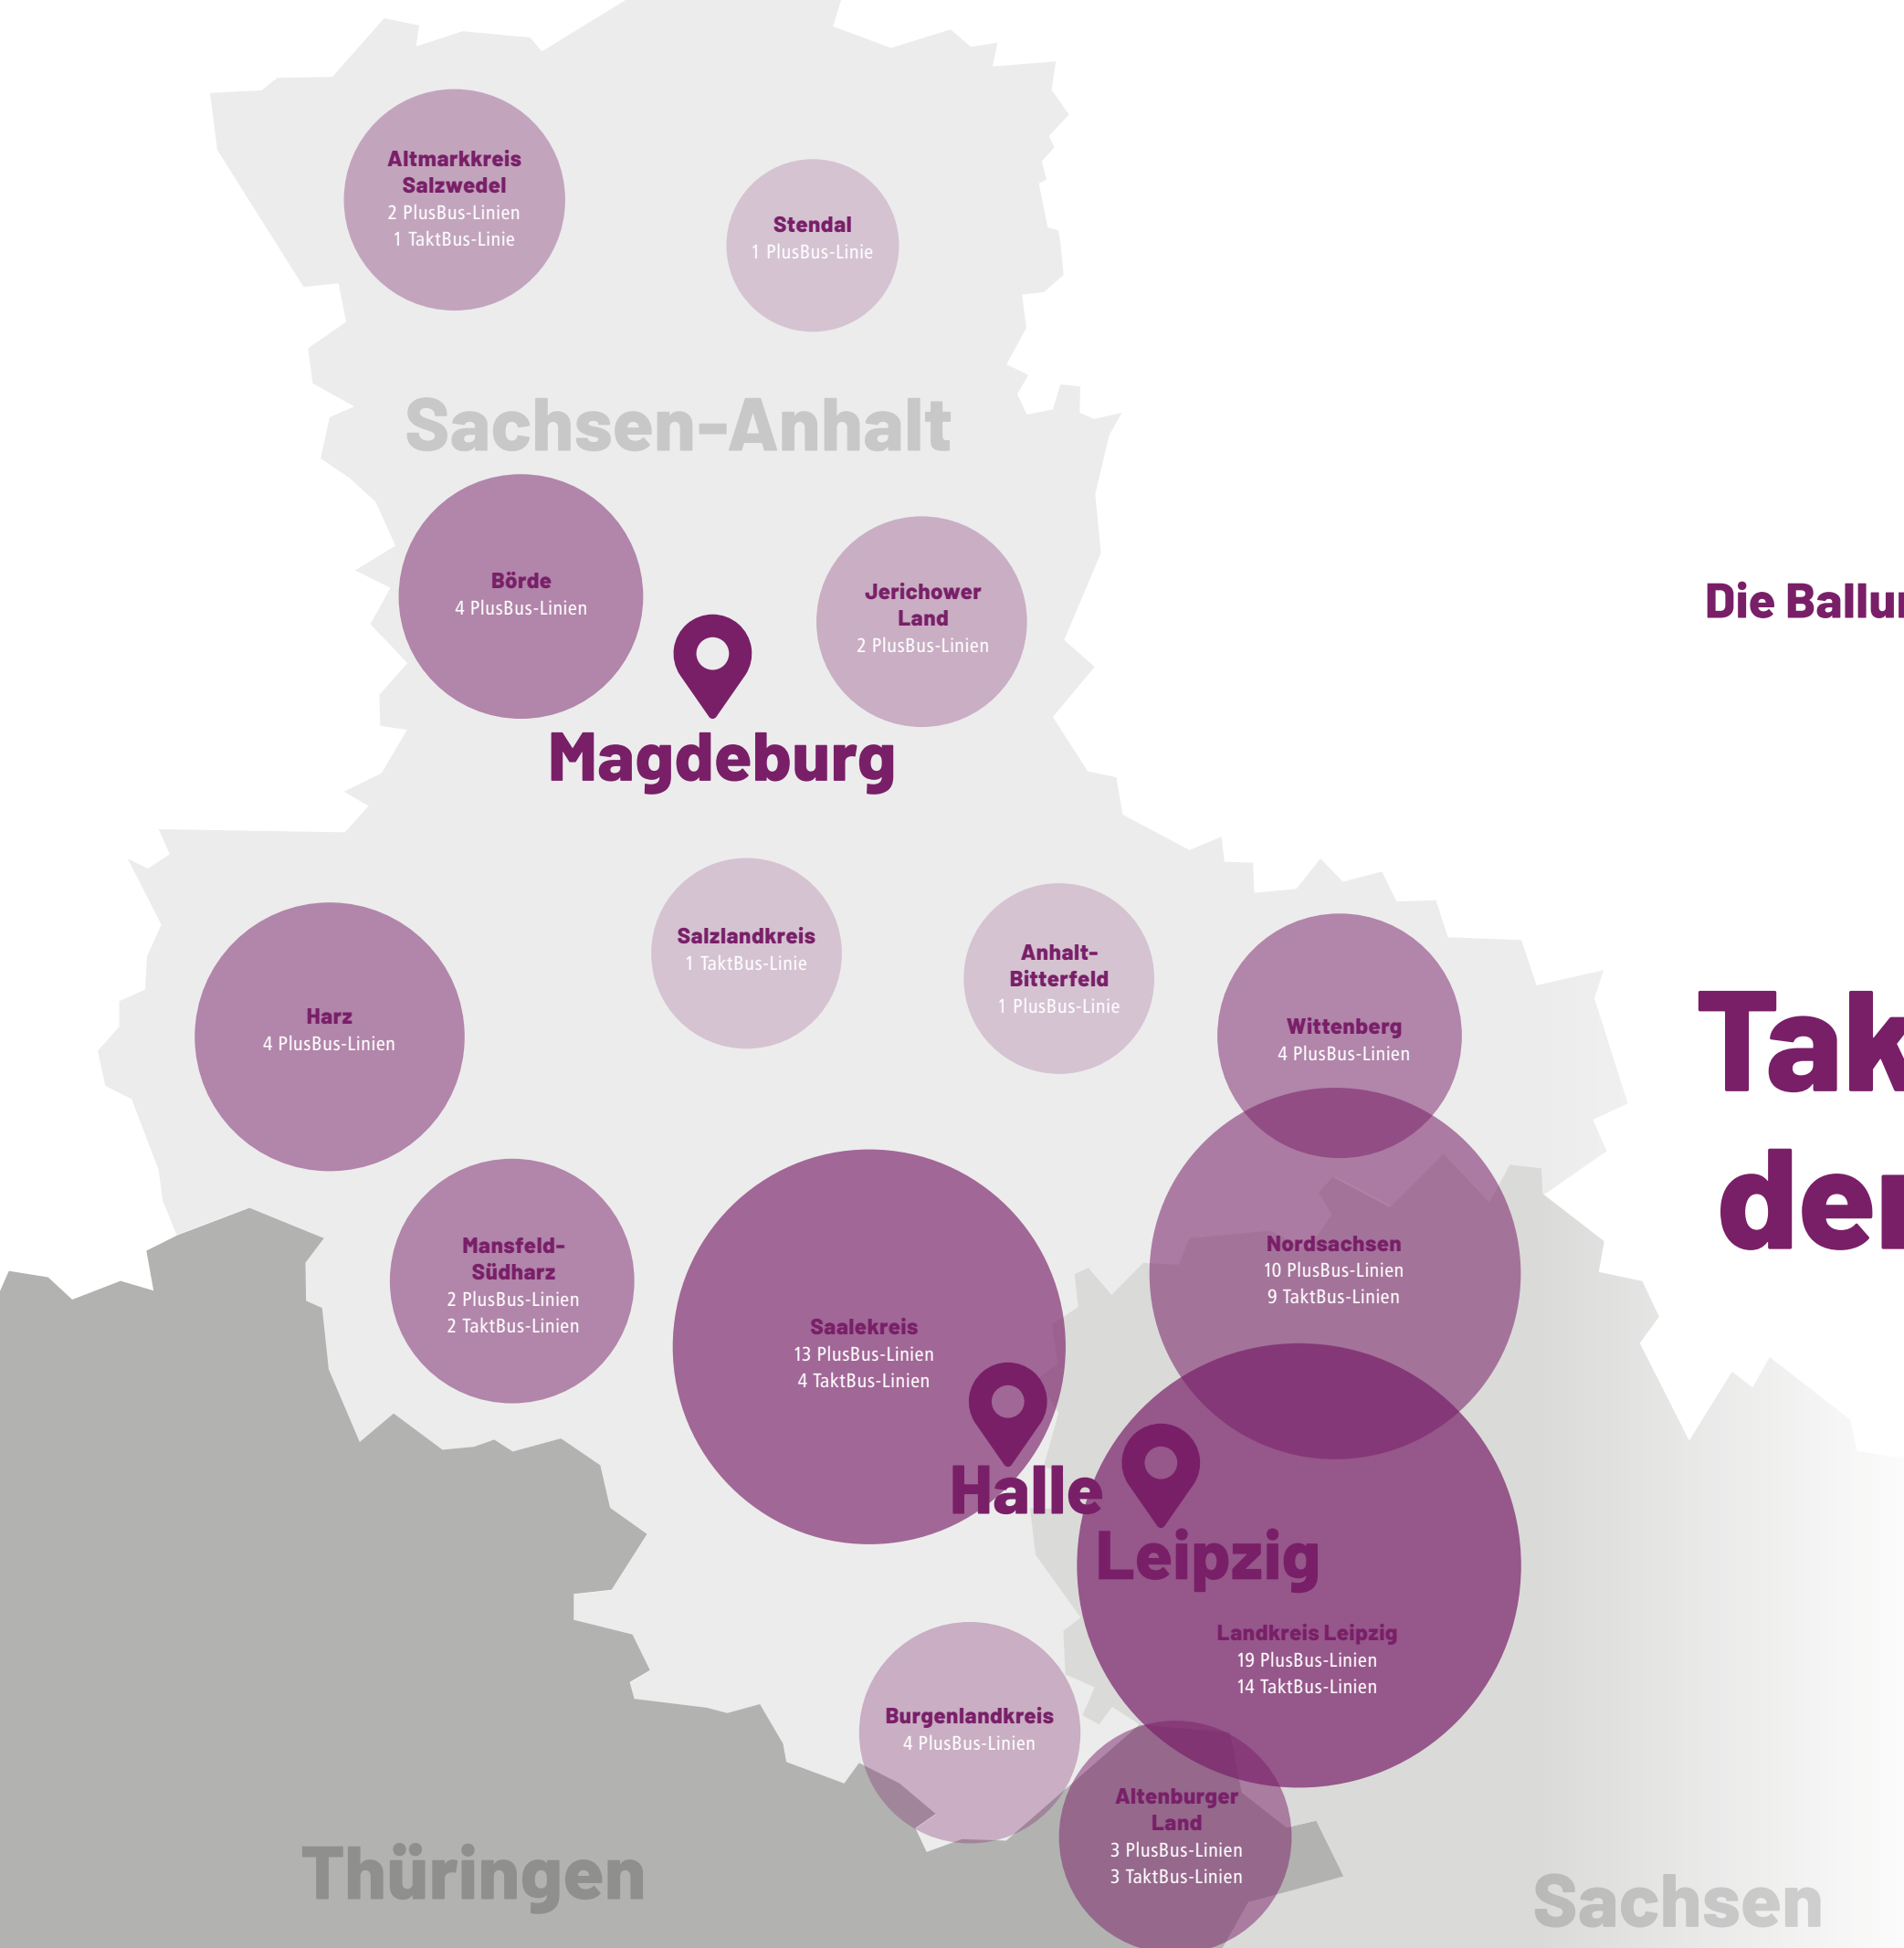 Altmarkkreis
Salzwedel
2 PlusBus-Linien
1 TaktBus-Linie
Stendal
1 PlusBus-Linie
Sachsen-Anhalt
Börde
4 PlusBus-Linien
Jerichower
Land
2 PlusBus-Linien
Die Ballu
Magdeburg
Salzlandkreis
1 TaktBus-Linie
Anhalt-
Bitterfeld
1 PlusBus-Linie
Harz
4 PlusBus-Linien
Wittenberg
4 PlusBus-Linien
Tak
der
Mansfeld-
Südharz
2 PlusBus-Linien
2 TaktBus-Linien
Nordsachsen
10 PlusBus-Linien
9 TaktBus-Linien
Saalekreis
13 PlusBus-Linien
4 TaktBus-Linien
Halle
Leipzig
Landkreis Leipzig
19 PlusBus-Linien
14 TaktBus-Linien
Burgenlandkreis
4 PlusBus-Linien
Altenburger
Land
3 PlusBus-Linien
3 TaktBus-Linien
Thüringen
Sachsen